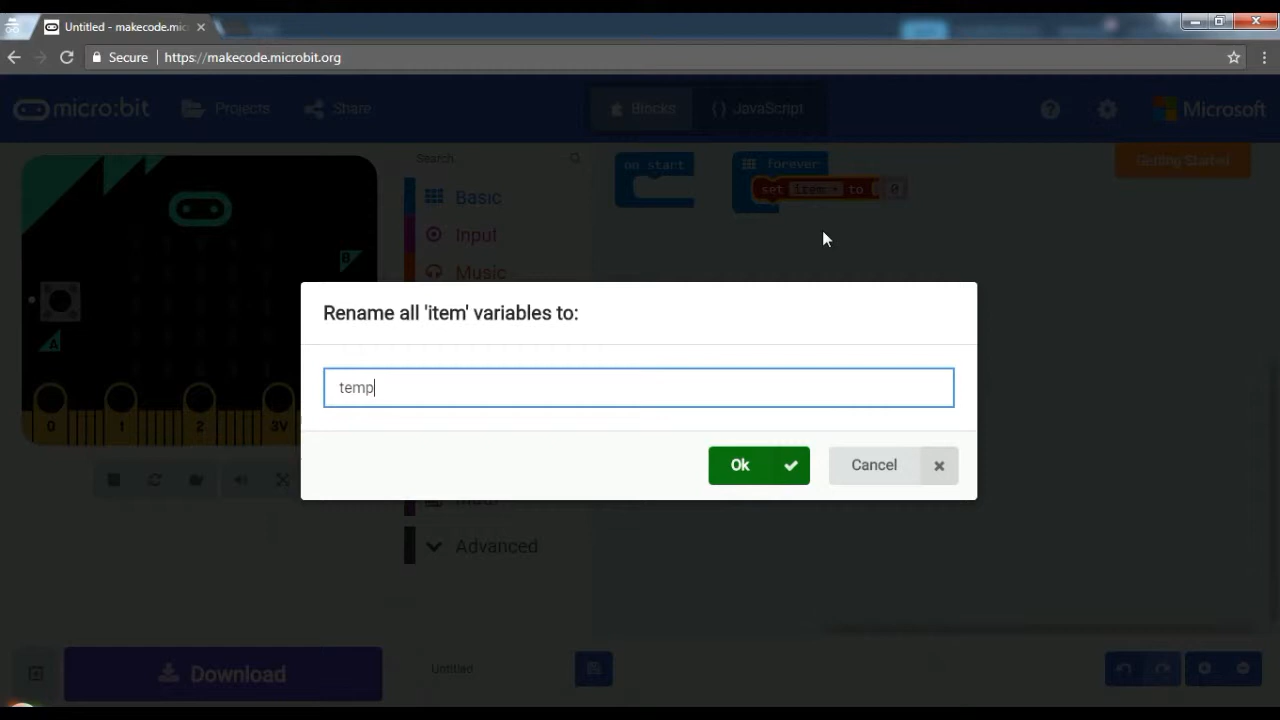 Untitled - makecode.mic
Secure
https://makecode.microbit.org
micro:bit
Projects
Share
Blocks
{} JavaScript
Microsoft
Search
on start
forever
Getting Started
set item to 0
Basic
Input
Music
B
A
Rename all 'item' variables to:
temp
0 1 2 3V
Ok
Cancel
Advanced
Download
Untitled